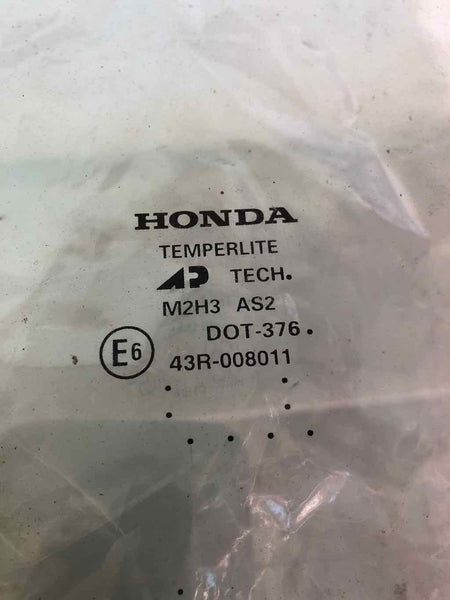 HONDA
TEMPERLITE
AP TECH.
M2H3 AS2
DOT-376.
E6
43R-008011